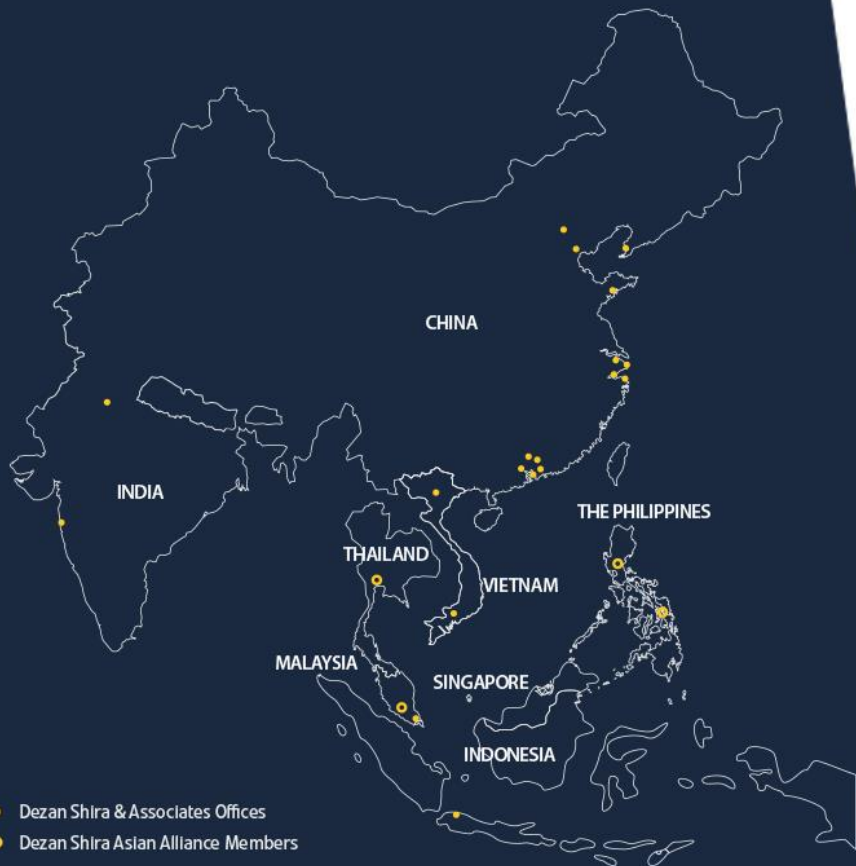 CHINA
INDIA
THE PHILIPPINES
THAILAND
VIETNAM
MALAYSIA
SINGAPORE
INDONESIA
Dezan Shira & Associates Offices
Dezan Shira Asian Alliance Members